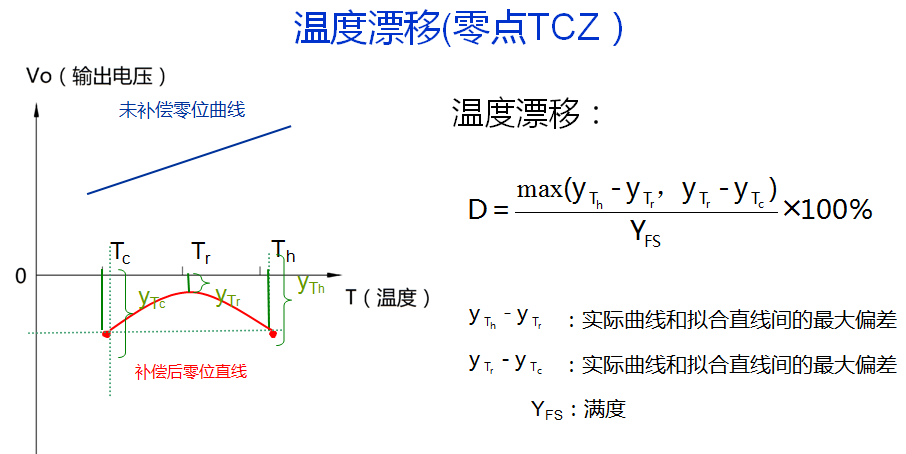 温度漂移(零点TCZ)
Vo(输出电压)
未补偿零位曲线
0
Tc Tr Th
yTc yTr yTh
T(温度)
补偿后零位直线
温度漂移:
D = max(yTh - yTr, yTr - yTc) / YFS ×100%
yTh - yTr :实际曲线和拟合直线间的最大偏差
yTr - yTc :实际曲线和拟合直线间的最大偏差
YFS:满度